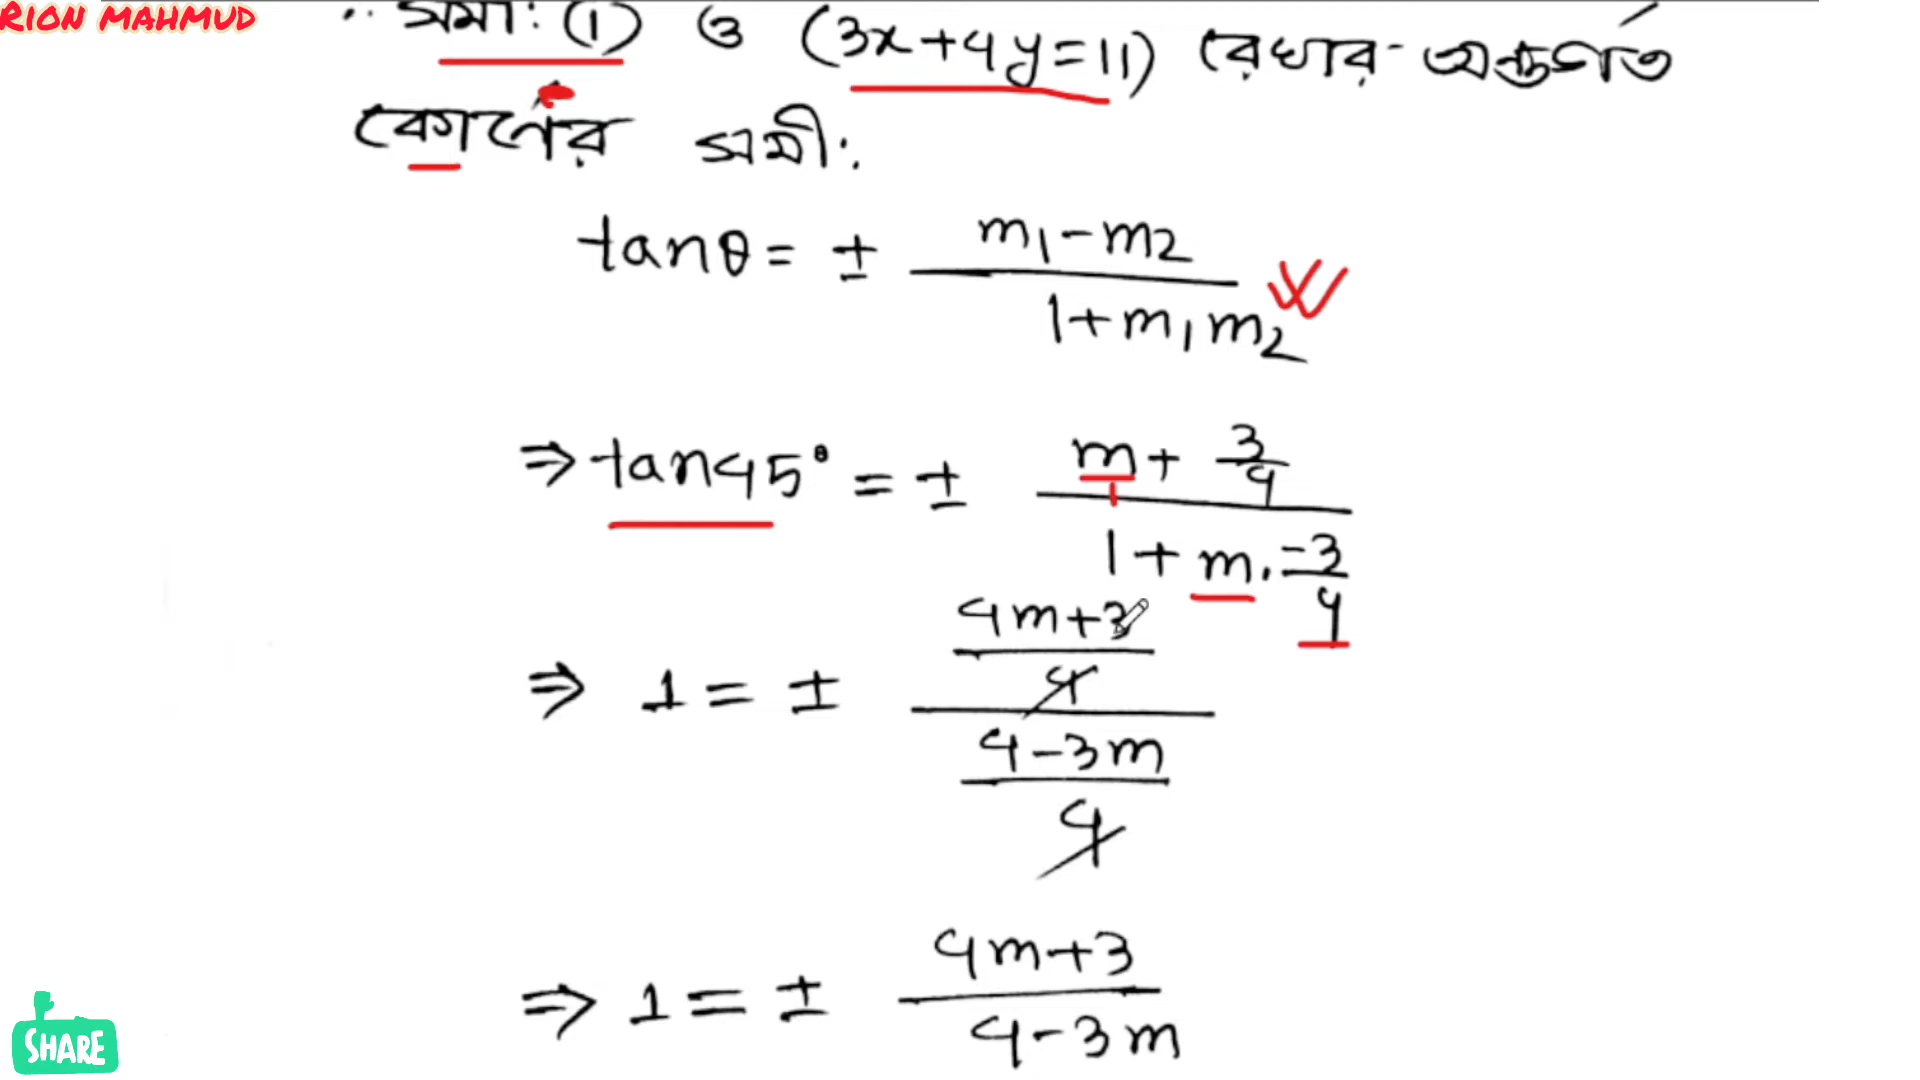 RION MAHMUD
∴ সমী: (1) ও (3x+4y=11) রেখার অন্তর্গত
কোণের সমী:
tanθ = ± (m₁-m₂)/(1+m₁m₂)
⇒ tan45° = ± (m + 3/4)/(1 + m . -3/4)
⇒ 1 = ± ((4m+3)/4)/((4-3m)/4)
⇒ 1 = ± (4m+3)/(4-3m)
SHARE